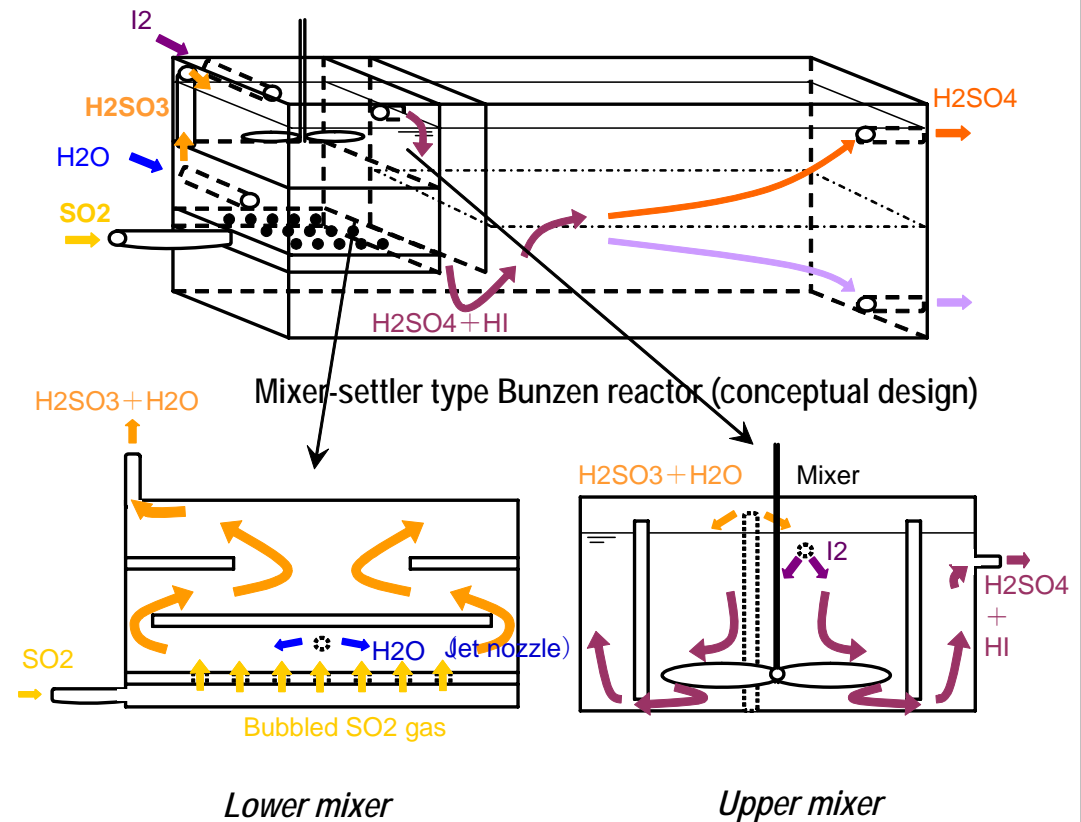 I2
H2SO3
H2O
SO2
H2SO4
H2SO4+HI
Mixer-settler type Bunzen reactor (conceptual design)
H2SO3+H2O
SO2
H2O (Jet nozzle)
Bubbled SO2 gas
Lower mixer
H2SO3+H2O
Mixer
I2
H2SO4
+
HI
Upper mixer